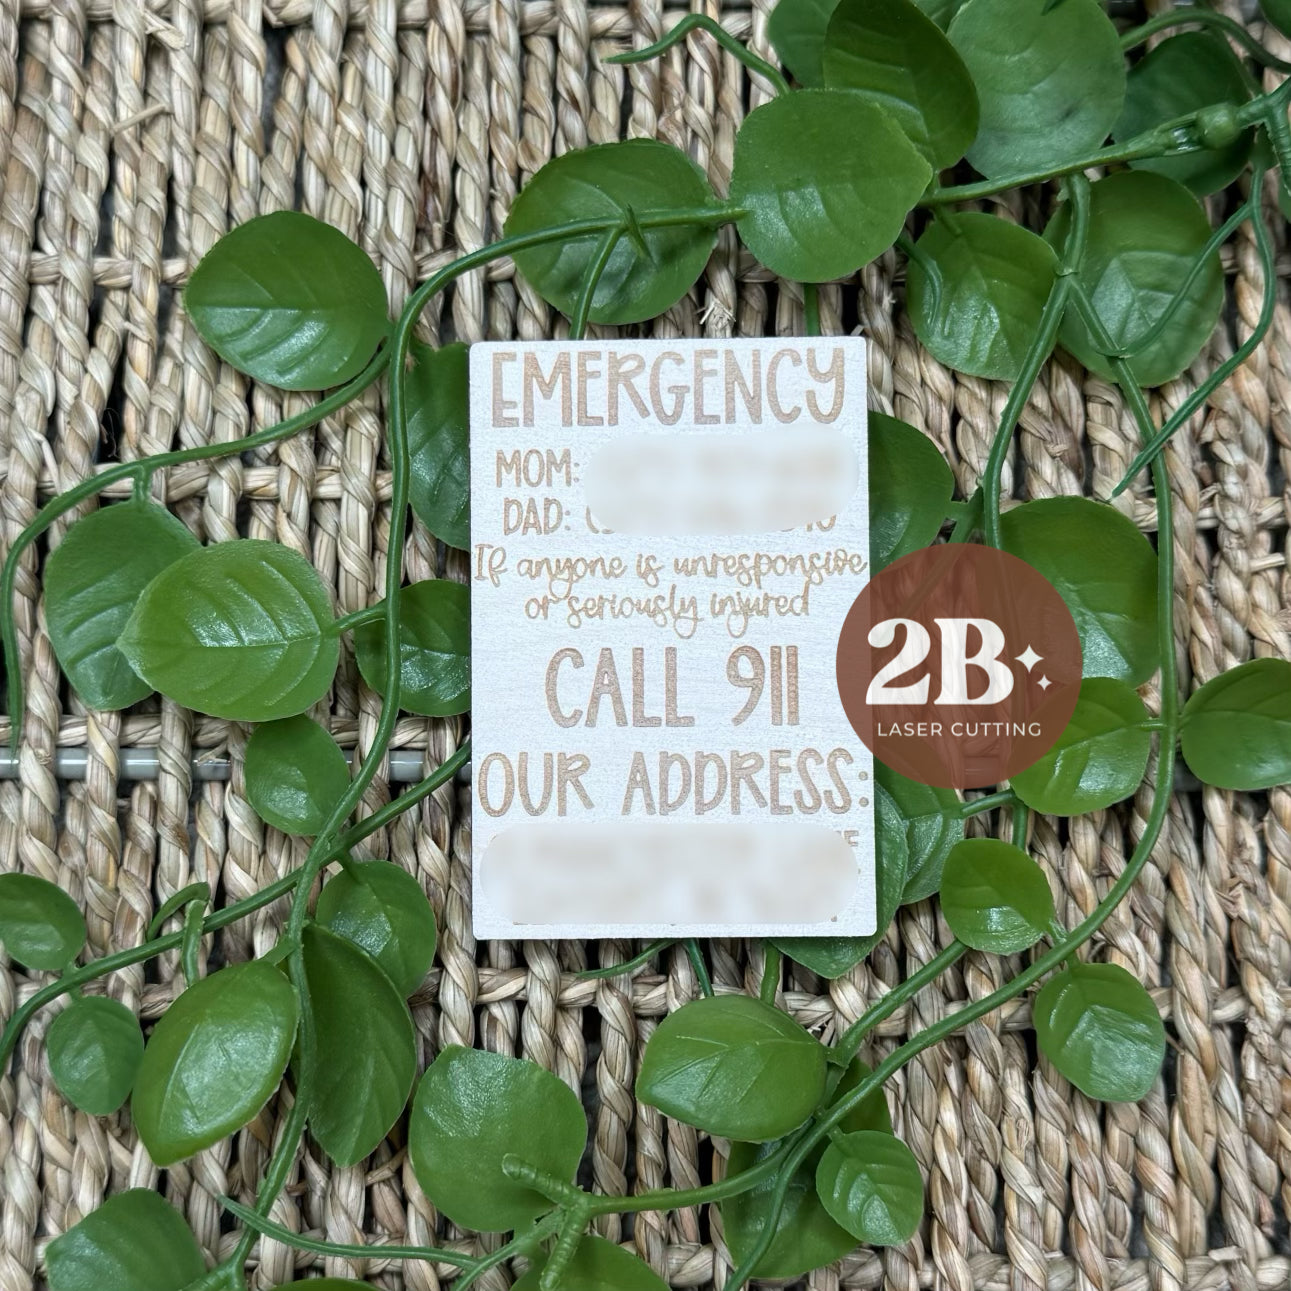 EMERGENCY
MOM:
DAD:
If anyone is unresponsive
or seriously injured
CALL 911
OUR ADDRESS:
2B
LASER CUTTING